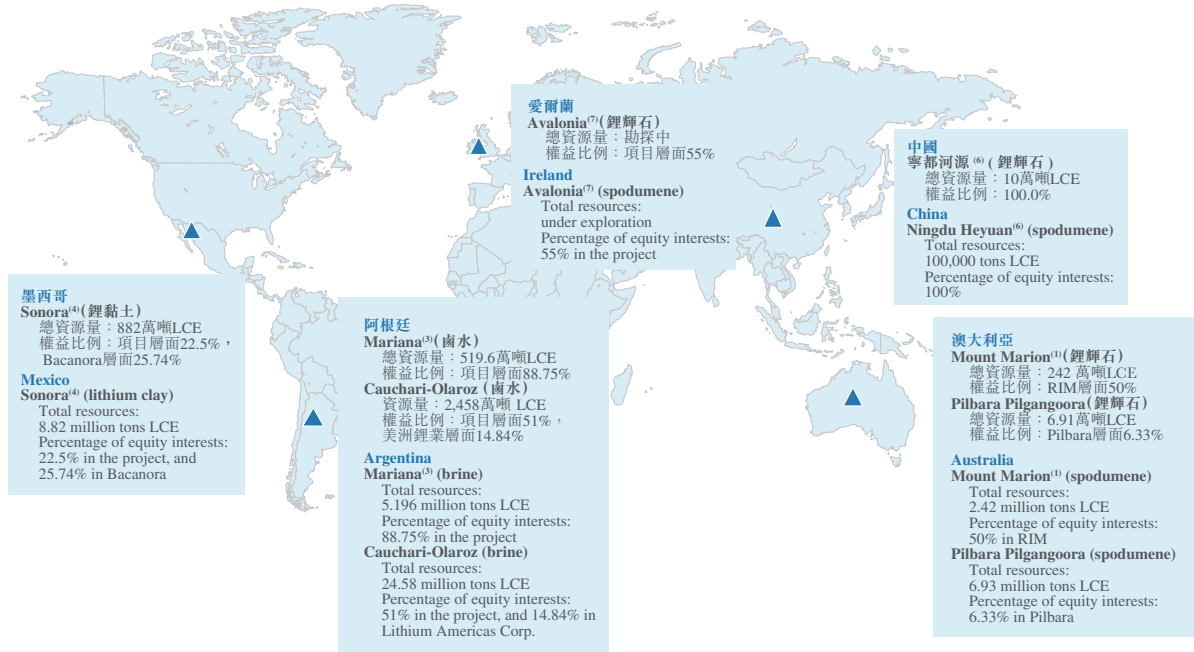 愛爾蘭
Avalonia(7)(鋰輝石)
總資源量：勘探中
權益比例：項目層面55%
Ireland
Avalonia(7) (spodumene)
Total resources:
under exploration
Percentage of equity interests:
55% in the project
中國
寧都河源 (6) ( 鋰輝石 )
總資源量：10萬噸LCE
權益比例：100.0%
China
Ningdu Heyuan(6) (spodumene)
Total resources:
100,000 tons LCE
Percentage of equity interests:
100%
墨西哥
Sonora(4)(鋰黏土)
總資源量：882萬噸LCE
權益比例：項目層面22.5%，
Bacanora層面25.74%
Mexico
Sonora(4) (lithium clay)
Total resources:
8.82 million tons LCE
Percentage of equity interests:
22.5% in the project, and
25.74% in Bacanora
阿根廷
Mariana(3)(鹵水)
總資源量：519.6萬噸LCE
權益比例：項目層面88.75%
Cauchari-Olaroz (鹵水)
資源量：2,458萬噸 LCE
權益比例：項目層面51%，
美洲鋰業層面14.84%
Argentina
Mariana(3) (brine)
Total resources:
5.196 million tons LCE
Percentage of equity interests:
88.75% in the project
Cauchari-Olaroz (brine)
Total resources:
24.58 million tons LCE
Percentage of equity interests:
51% in the project, and 14.84% in
Lithium Americas Corp.
澳大利亞
Mount Marion(1)(鋰輝石)
總資源量：242 萬噸LCE
權益比例：RIM層面50%
Pilbara Pilgangoora(鋰輝石)
總資源量：6.91萬噸LCE
權益比例：Pilbara層面6.33%
Australia
Mount Marion(1) (spodumene)
Total resources:
2.42 million tons LCE
Percentage of equity interests:
50% in RIM
Pilbara Pilgangoora (spodumene)
Total resources:
6.93 million tons LCE
Percentage of equity interests:
6.33% in Pilbara